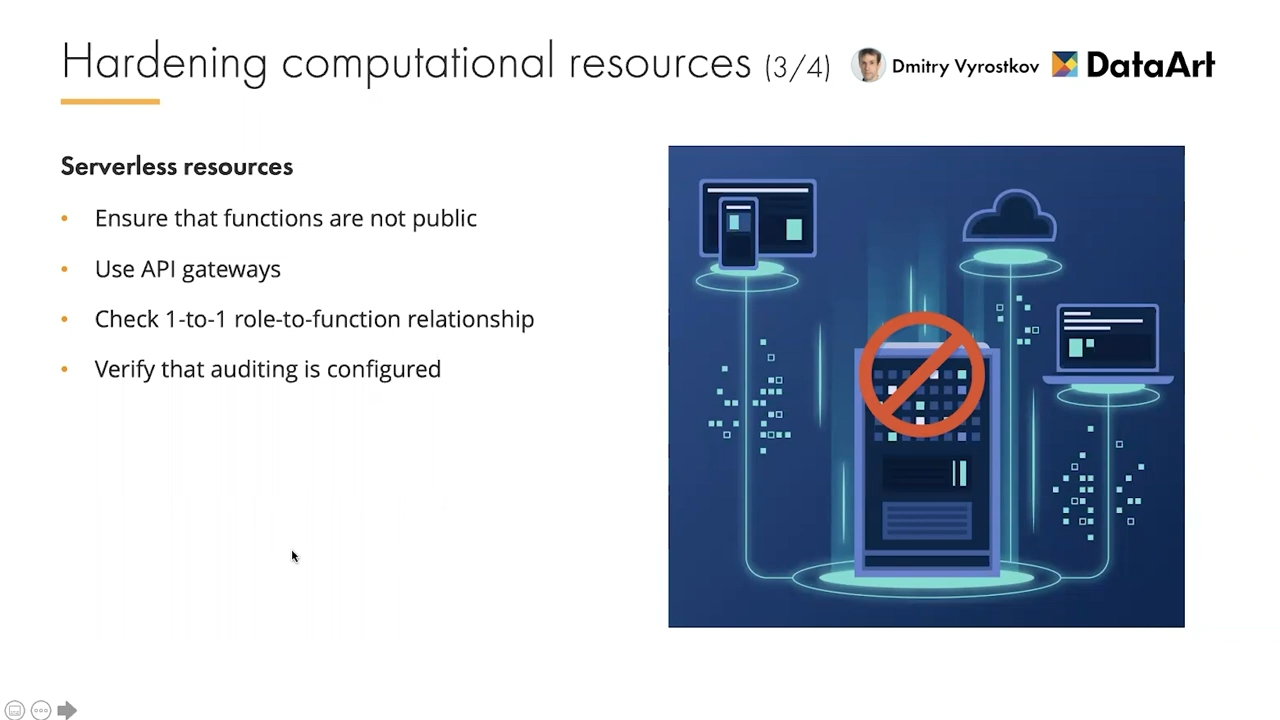 Hardening computational resources (3/4) Dmitry Vyrostkov DataArt
Serverless resources
• Ensure that functions are not public
• Use API gateways
• Check 1-to-1 role-to-function relationship
• Verify that auditing is configured